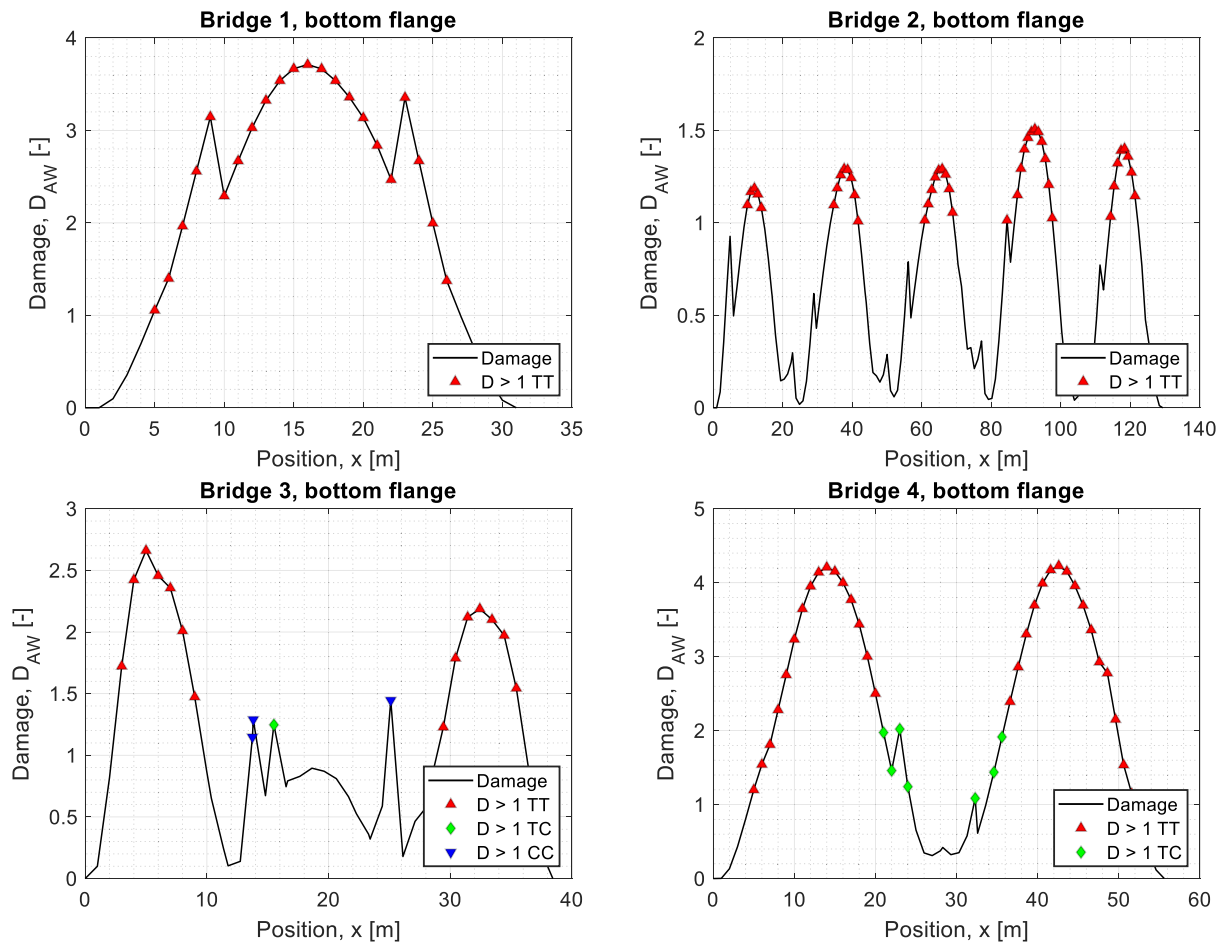 Bridge 1, bottom flange
4
3
2
1
0
Damage, D_AW [-]
0 5 10 15 20 25 30 35
Position, x [m]
Damage
D > 1 TT
Bridge 2, bottom flange
2
1.5
1
0.5
0
Damage, D_AW [-]
0 20 40 60 80 100 120 140
Position, x [m]
Damage
D > 1 TT
Bridge 3, bottom flange
3
2.5
2
1.5
1
0.5
0
Damage, D_AW [-]
0 10 20 30 40
Position, x [m]
Damage
D > 1 TT
D > 1 TC
D > 1 CC
Bridge 4, bottom flange
5
4
3
2
1
0
Damage, D_AW [-]
0 10 20 30 40 50 60
Position, x [m]
Damage
D > 1 TT
D > 1 TC